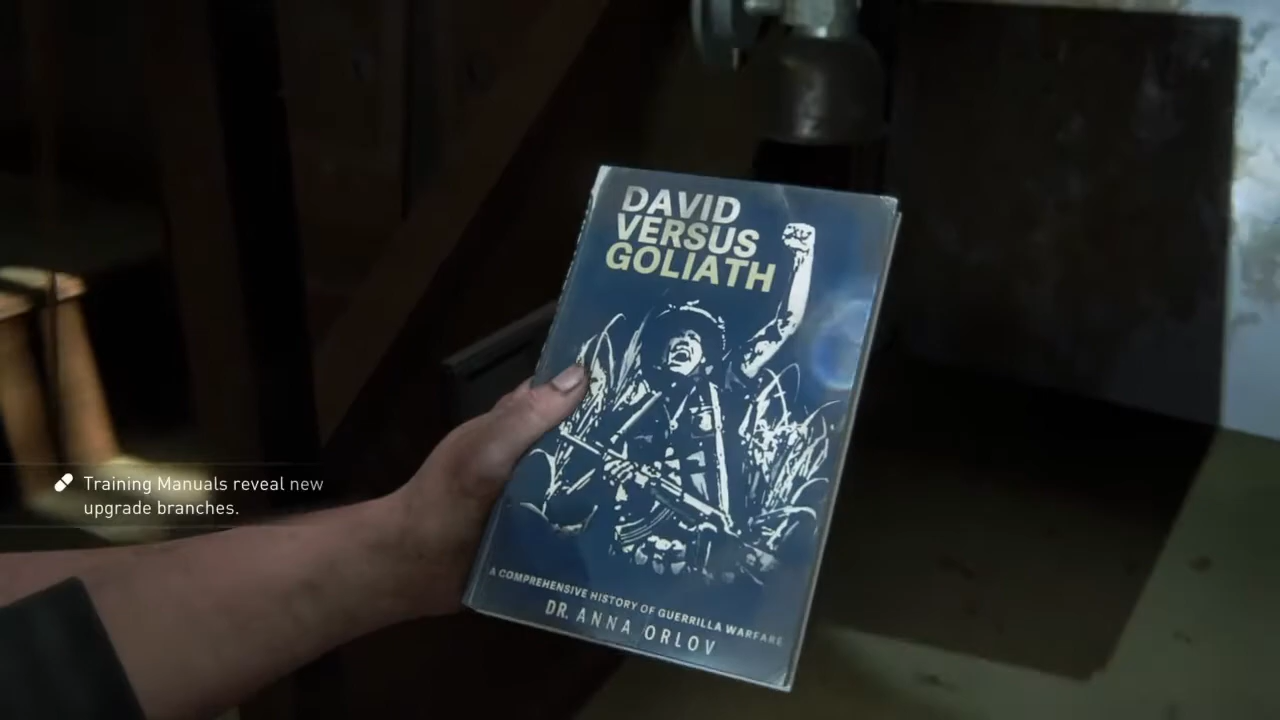 DAVID
VERSUS
GOLIATH
Training Manuals reveal new
upgrade branches.
A COMPREHENSIVE HISTORY OF GUERRILLA WARFARE
DR. ANNA ORLOV